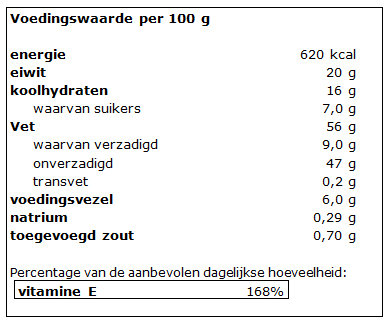 Voedingswaarde per 100 g
energie 620 kcal
eiwit 20 g
koolhydraten 16 g
waarvan suikers 7,0 g
Vet 56 g
waarvan verzadigd 9,0 g
onverzadigd 47 g
transvet 0,2 g
voedingsvezel 6,0 g
natrium 0,29 g
toegevoegd zout 0,70 g
Percentage van de aanbevolen dagelijkse hoeveelheid:
vitamine E 168%